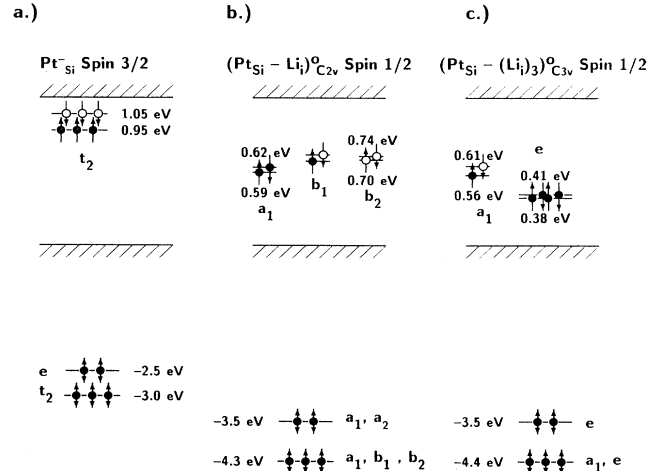 a.)
Pt⁻Si Spin 3/2
1.05 eV
0.95 eV
t2
e −2.5 eV
t2 −3.0 eV
b.)
(PtSi − Lii)⁰C2v Spin 1/2
0.62 eV
0.59 eV
a1
b1
0.74 eV
0.70 eV
b2
−3.5 eV a1, a2
−4.3 eV a1, b1 , b2
c.)
(PtSi − (Lii)3)⁰C3v Spin 1/2
0.61 eV
0.56 eV
a1
e
0.41 eV
0.38 eV
−3.5 eV e
−4.4 eV a1, e